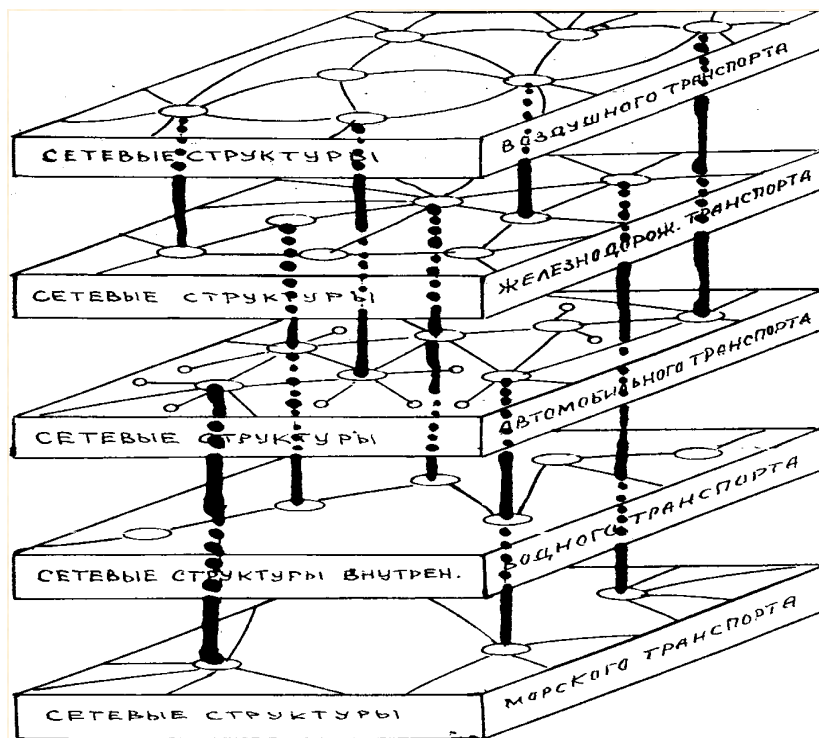 СЕТЕВЫЕ СТРУКТУРЫ
ВОЗДУШНОГО ТРАНСПОРТА
СЕТЕВЫЕ СТРУКТУРЫ
ЖЕЛЕЗНОДОРОЖ. ТРАНСПОРТА
СЕТЕВЫЕ СТРУКТУРЫ
АВТОМОБИЛЬНОГО ТРАНСПОРТА
СЕТЕВЫЕ СТРУКТУРЫ ВНУТРЕН.
ВОДНОГО ТРАНСПОРТА
СЕТЕВЫЕ СТРУКТУРЫ
МОРСКОГО ТРАНСПОРТА